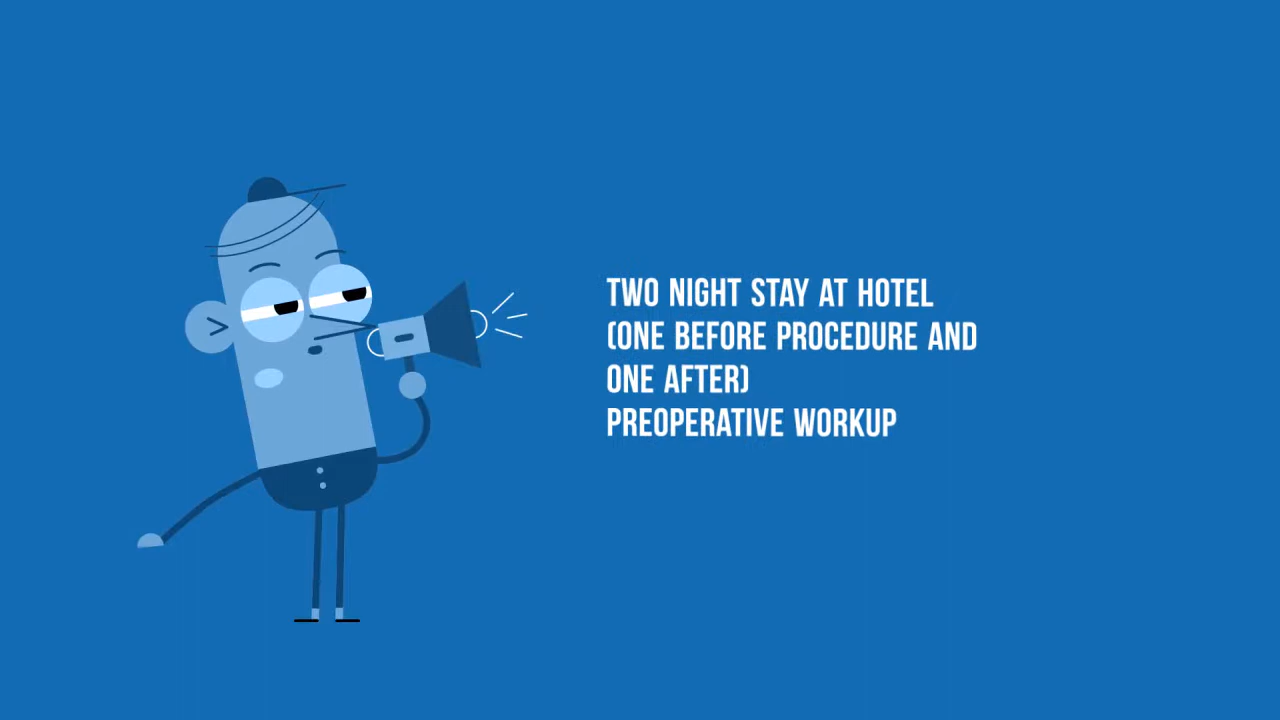 TWO NIGHT STAY AT HOTEL
(ONE BEFORE PROCEDURE AND
ONE AFTER)
PREOPERATIVE WORKUP